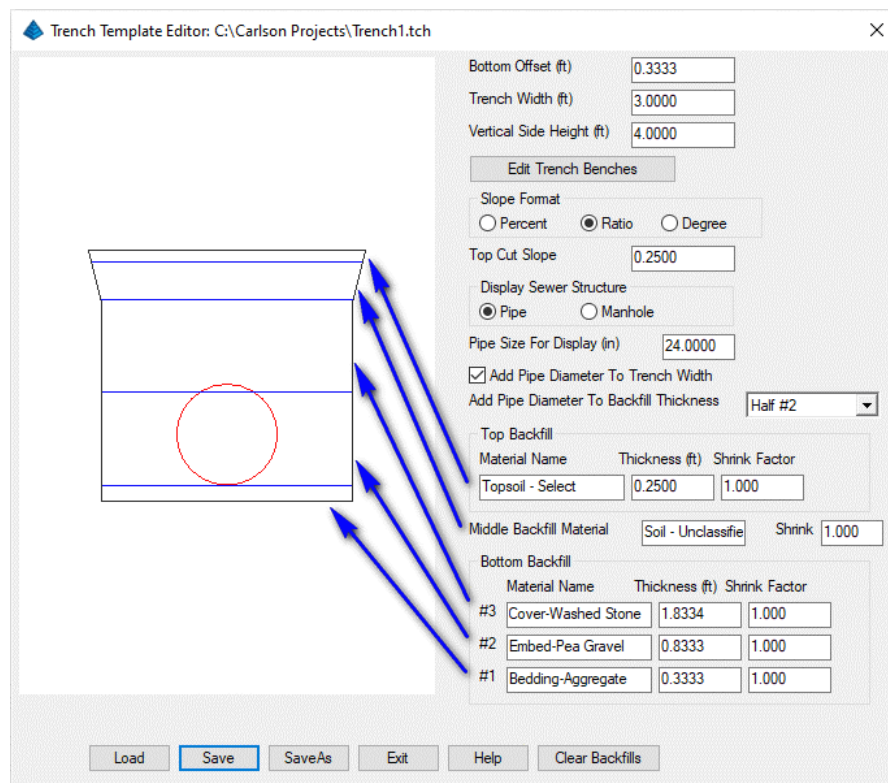 Trench Template Editor: C:\Carlson Projects\Trench1.tch
Bottom Offset (ft) 0.3333
Trench Width (ft) 3.0000
Vertical Side Height (ft) 4.0000
Edit Trench Benches
Slope Format
Percent Ratio Degree
Top Cut Slope 0.2500
Display Sewer Structure
Pipe Manhole
Pipe Size For Display (in) 24.0000
Add Pipe Diameter To Trench Width
Add Pipe Diameter To Backfill Thickness Half #2
Top Backfill
Material Name Thickness (ft) Shrink Factor
Topsoil - Select 0.2500 1.000
Middle Backfill Material Soil - Unclassifie Shrink 1.000
Bottom Backfill
Material Name Thickness (ft) Shrink Factor
#3 Cover-Washed Stone 1.8334 1.000
#2 Embed-Pea Gravel 0.8333 1.000
#1 Bedding-Aggregate 0.3333 1.000
Load Save SaveAs Exit Help Clear Backfills